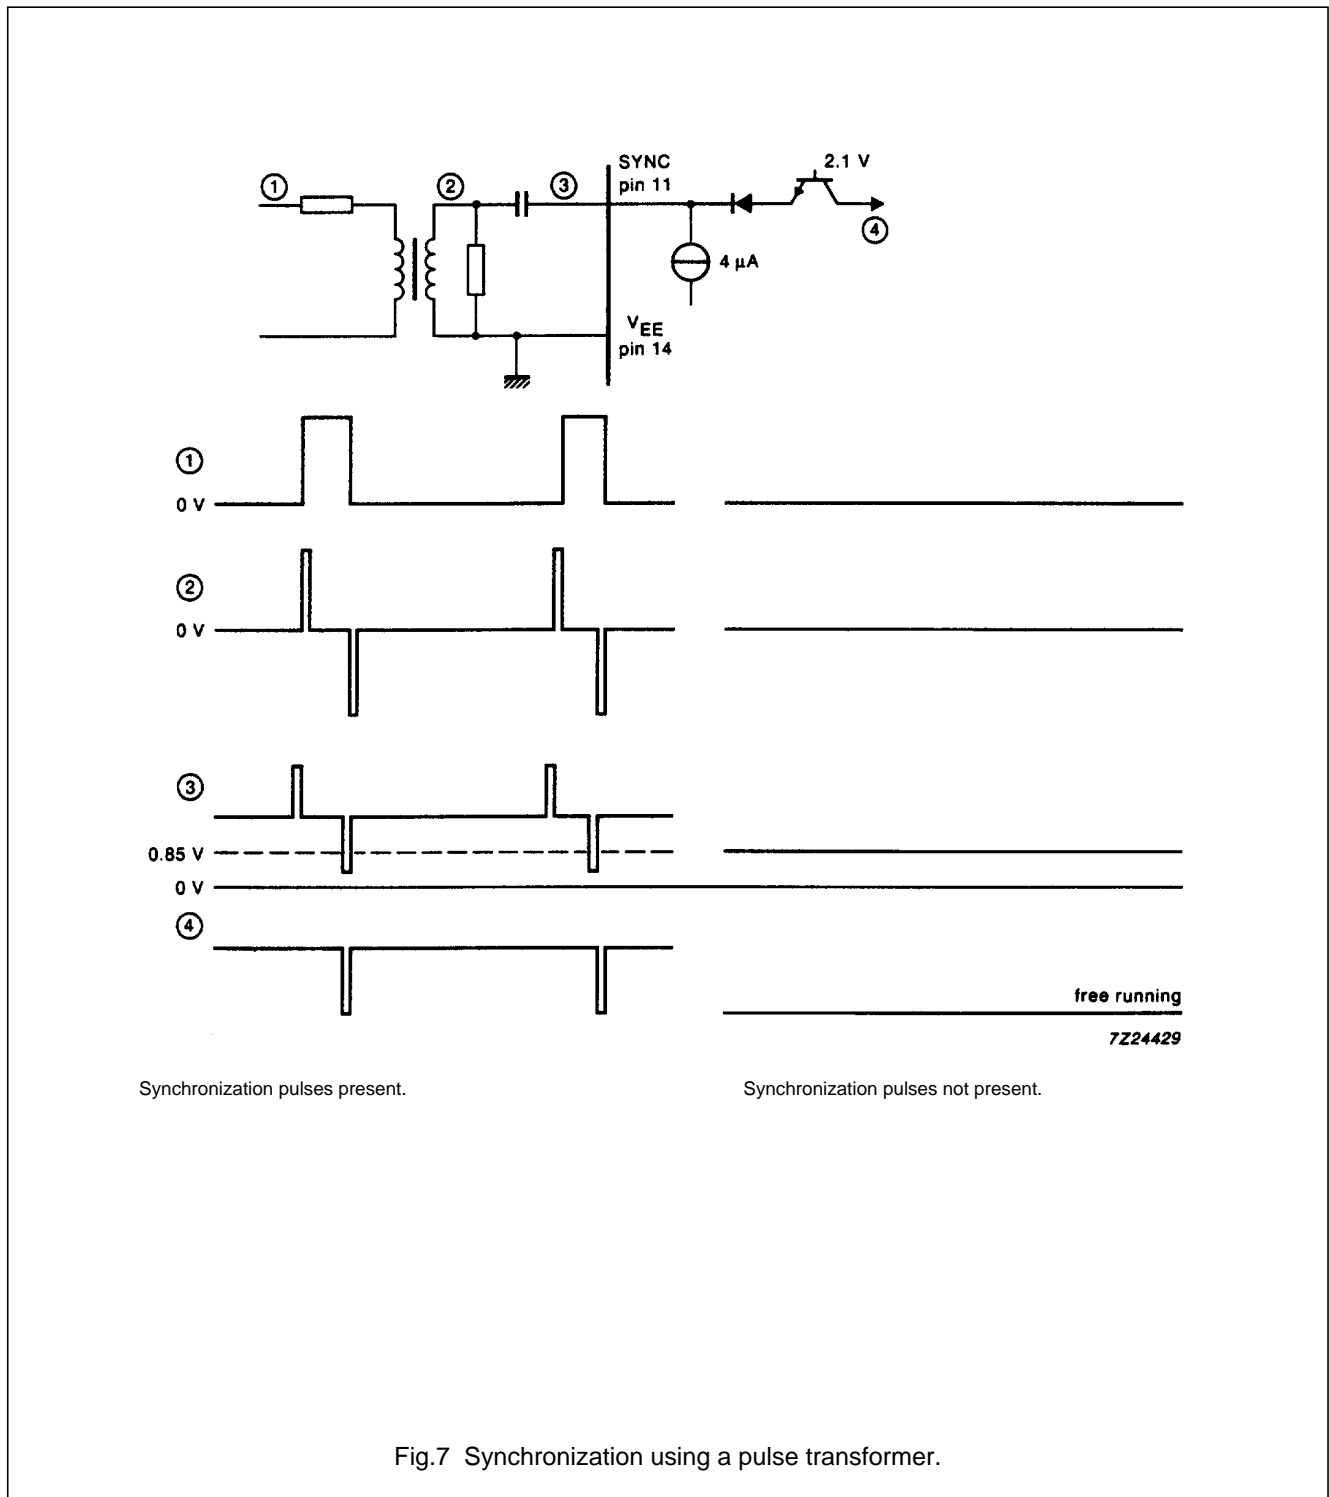 SYNC
pin 11
2.1 V
1
2
3
4
4 µA
VEE
pin 14
1
0 V
2
0 V
3
0.85 V
0 V
4
free running
7Z24429
Synchronization pulses present.
Synchronization pulses not present.
Fig.7 Synchronization using a pulse transformer.